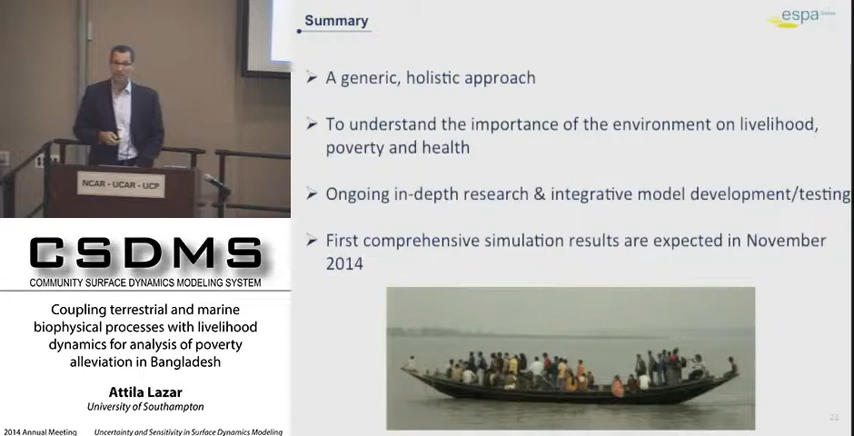 Summary
espa
➢ A generic, holistic approach
➢ To understand the importance of the environment on livelihood,
poverty and health
➢ Ongoing in-depth research & integrative model development/testing
➢ First comprehensive simulation results are expected in November
2014
NCAR - UCAR - UCP
CSDMS
COMMUNITY SURFACE DYNAMICS MODELING SYSTEM
Coupling terrestrial and marine
biophysical processes with livelihood
dynamics for analysis of poverty
alleviation in Bangladesh
Attila Lazar
University of Southampton
2014 Annual Meeting Uncertainty and Sensitivity in Surface Dynamics Modeling